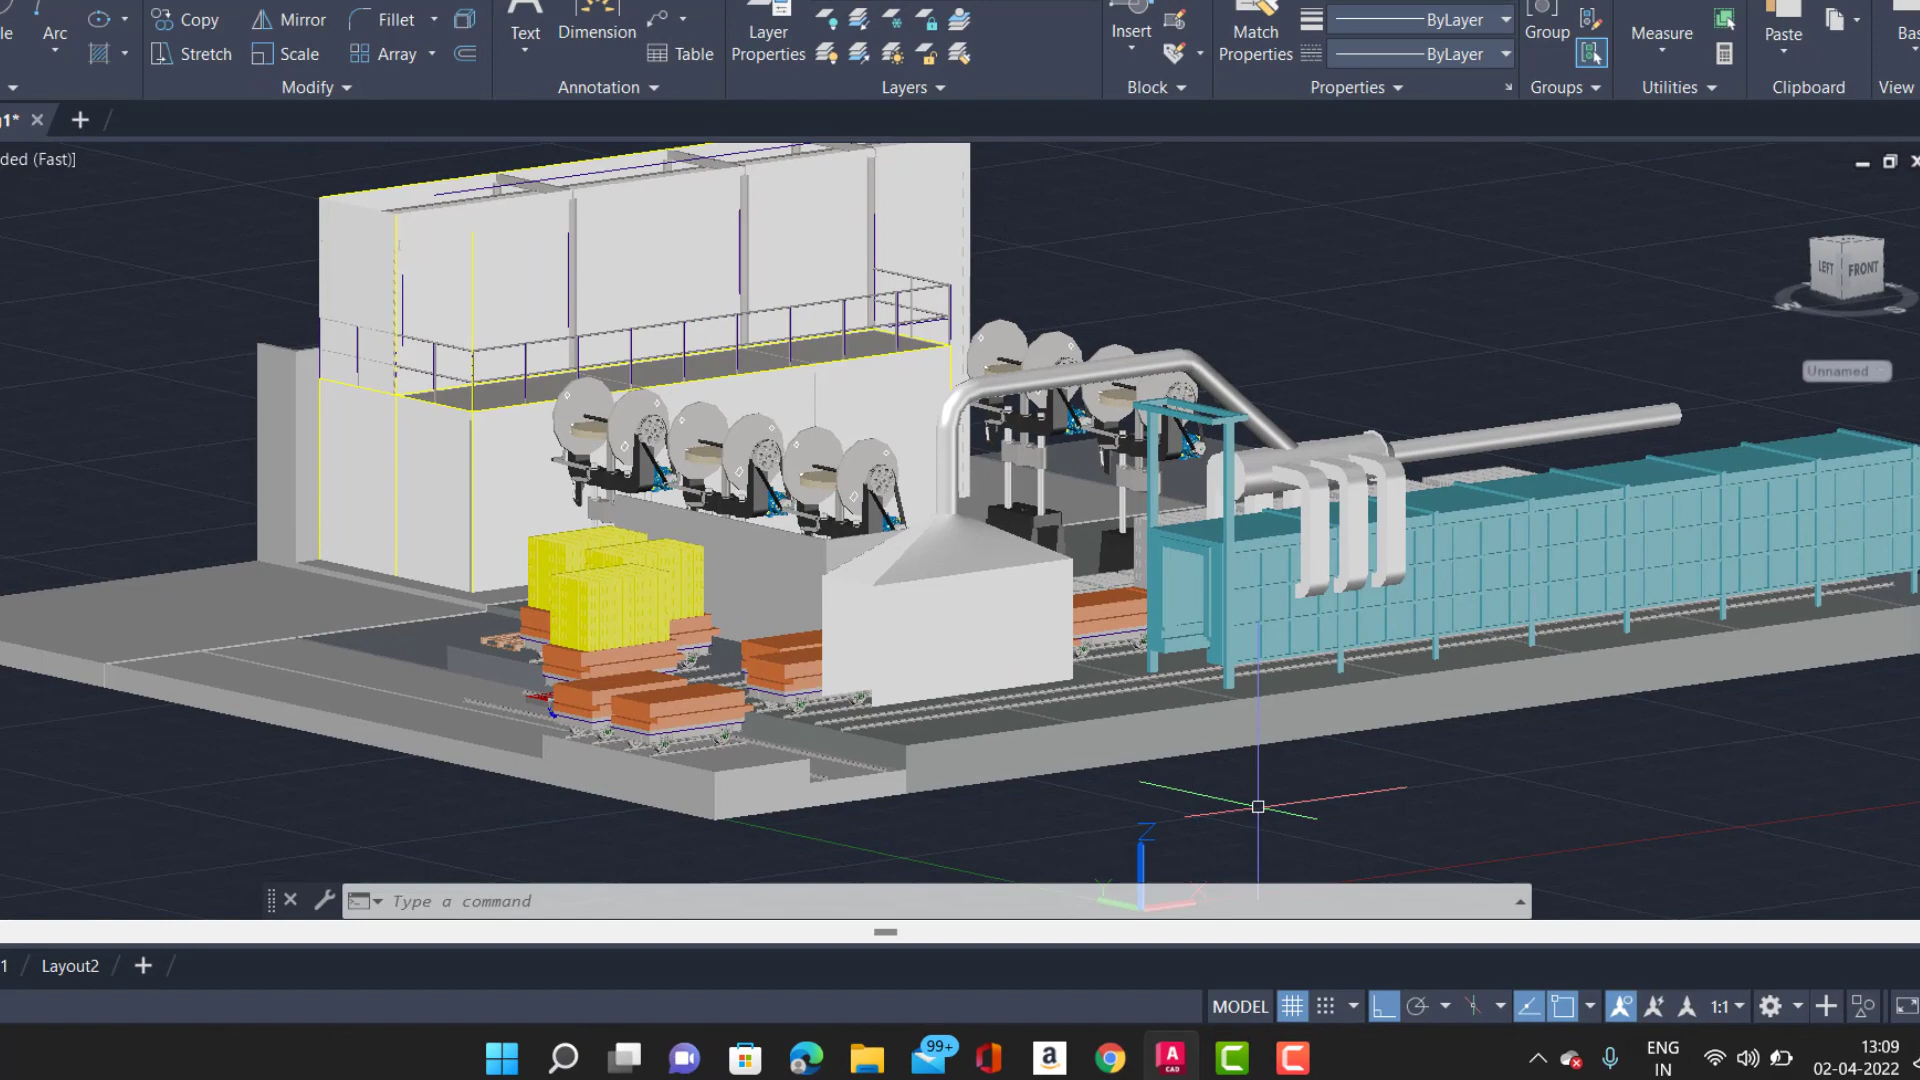 le
Arc
Copy
Mirror
Fillet
Stretch
Scale
Array
Modify
Text
Dimension
Table
Annotation
Layer
Properties
Layers
Insert
Block
Match
Properties
ByLayer
ByLayer
Properties
Group
Groups
Measure
Utilities
Paste
Clipboard
Bas
View
g1*
ded (Fast)]
LEFT
FRONT
Unnamed
Z
Y
X
Type a command
1
Layout2
MODEL
1:1
99+
a
A
CAD
C
C
ENG
IN
13:09
02-04-2022